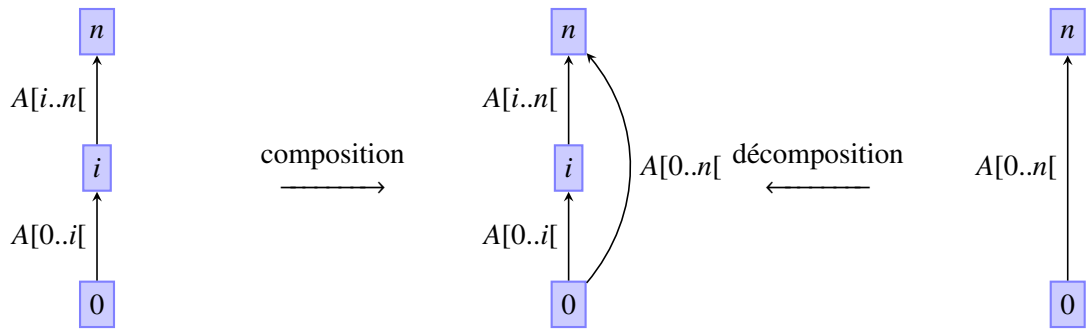 n
A[i..n[
i
A[0..i[
0
composition
n
A[i..n[
i
A[0..i[
0
A[0..n[
décomposition
n
A[0..n[
0